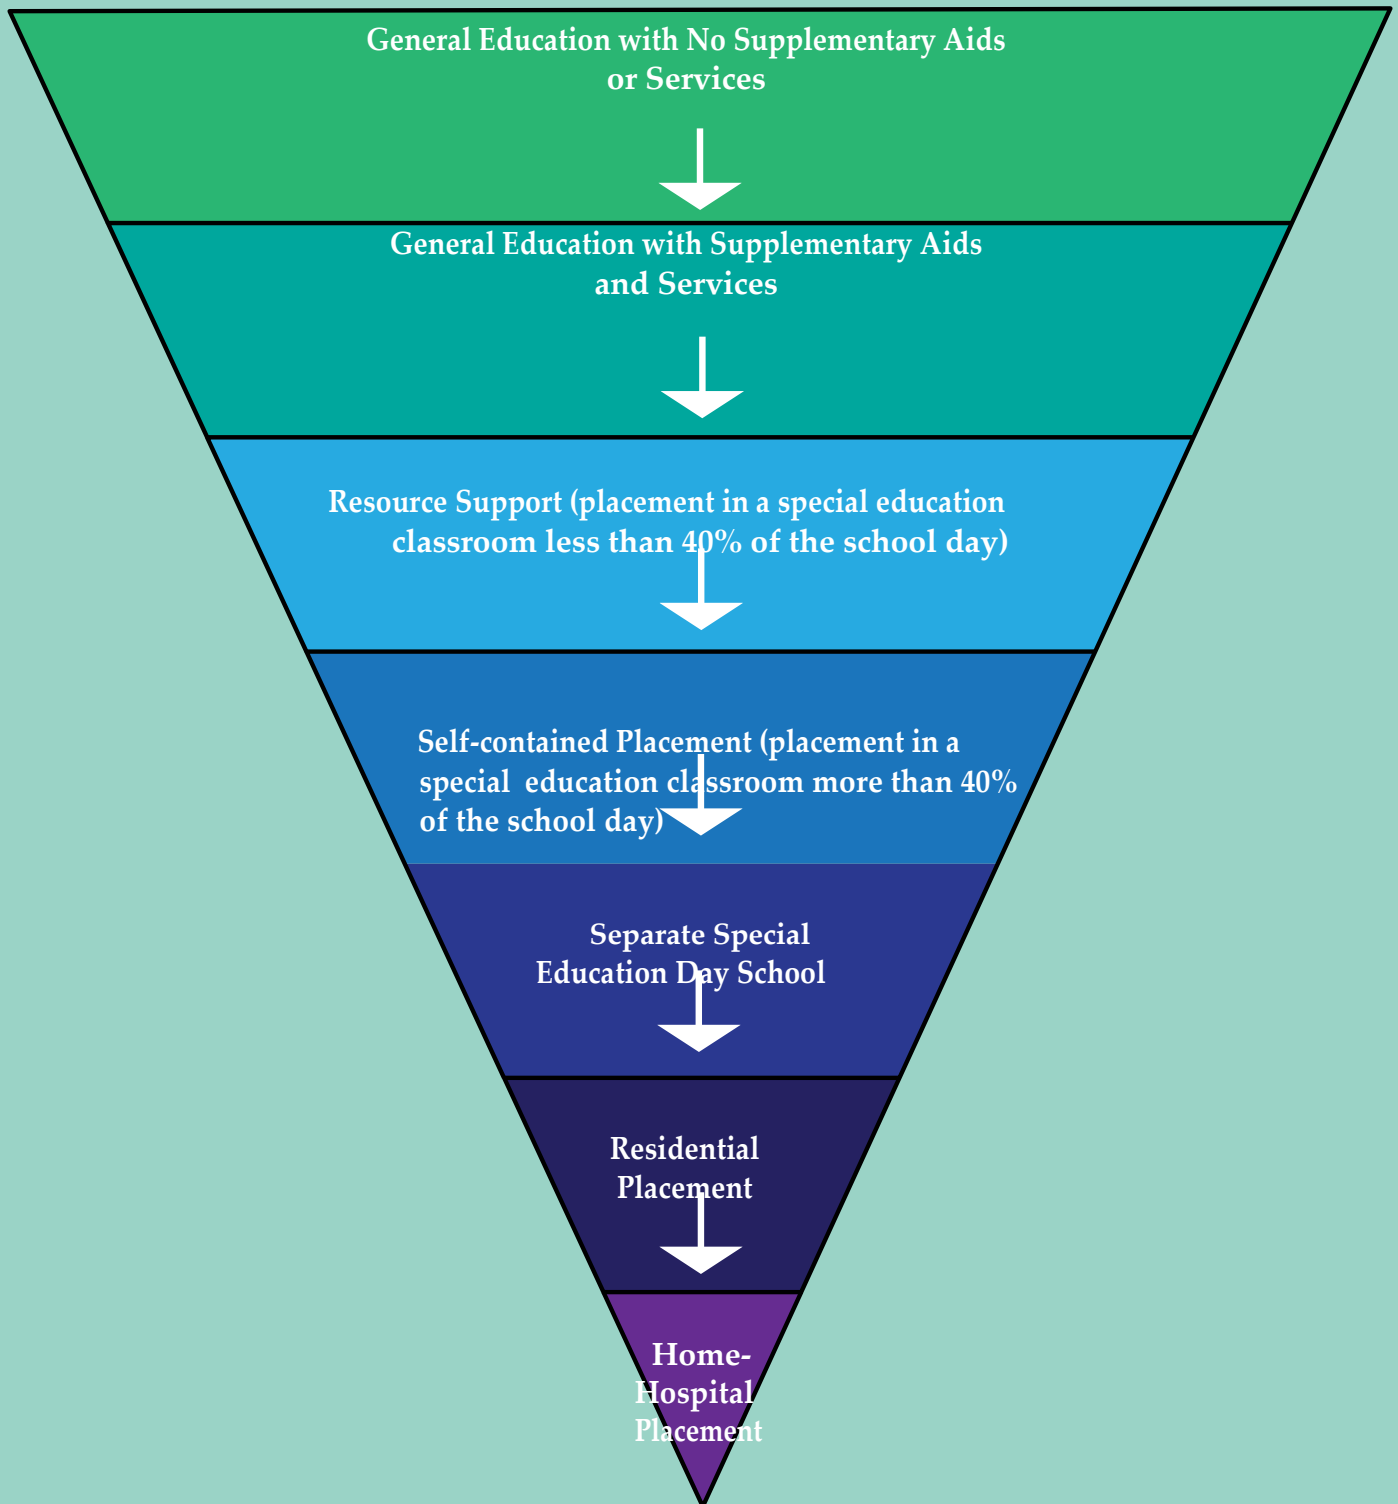 General Education with No Supplementary Aids
or Services
General Education with Supplementary Aids
and Services
Resource Support (placement in a special education
classroom less than 40% of the school day)
Self-contained Placement (placement in a
special education classroom more than 40%
of the school day)
Separate Special
Education Day School
Residential
Placement
Home-
Hospital
Placement